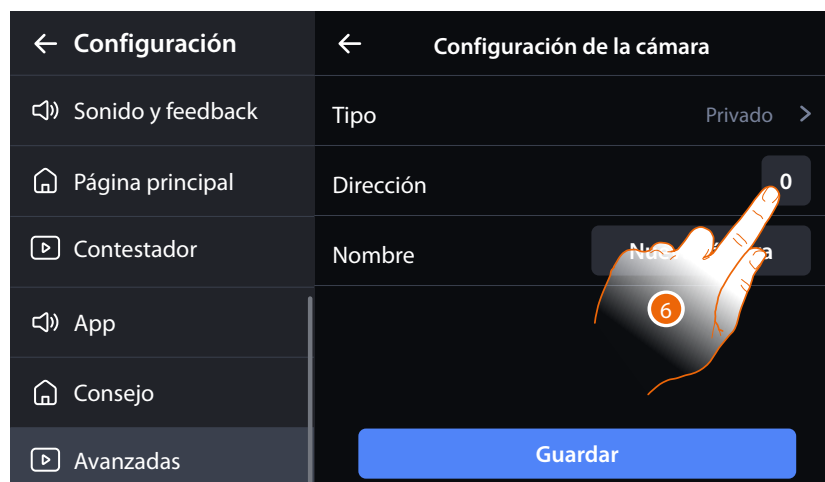 Configuración
Sonido y feedback
Página principal
Contestador
App
Consejo
Avanzadas
Configuración de la cámara
Tipo
Privado
Dirección
0
Nombre
6
Guardar